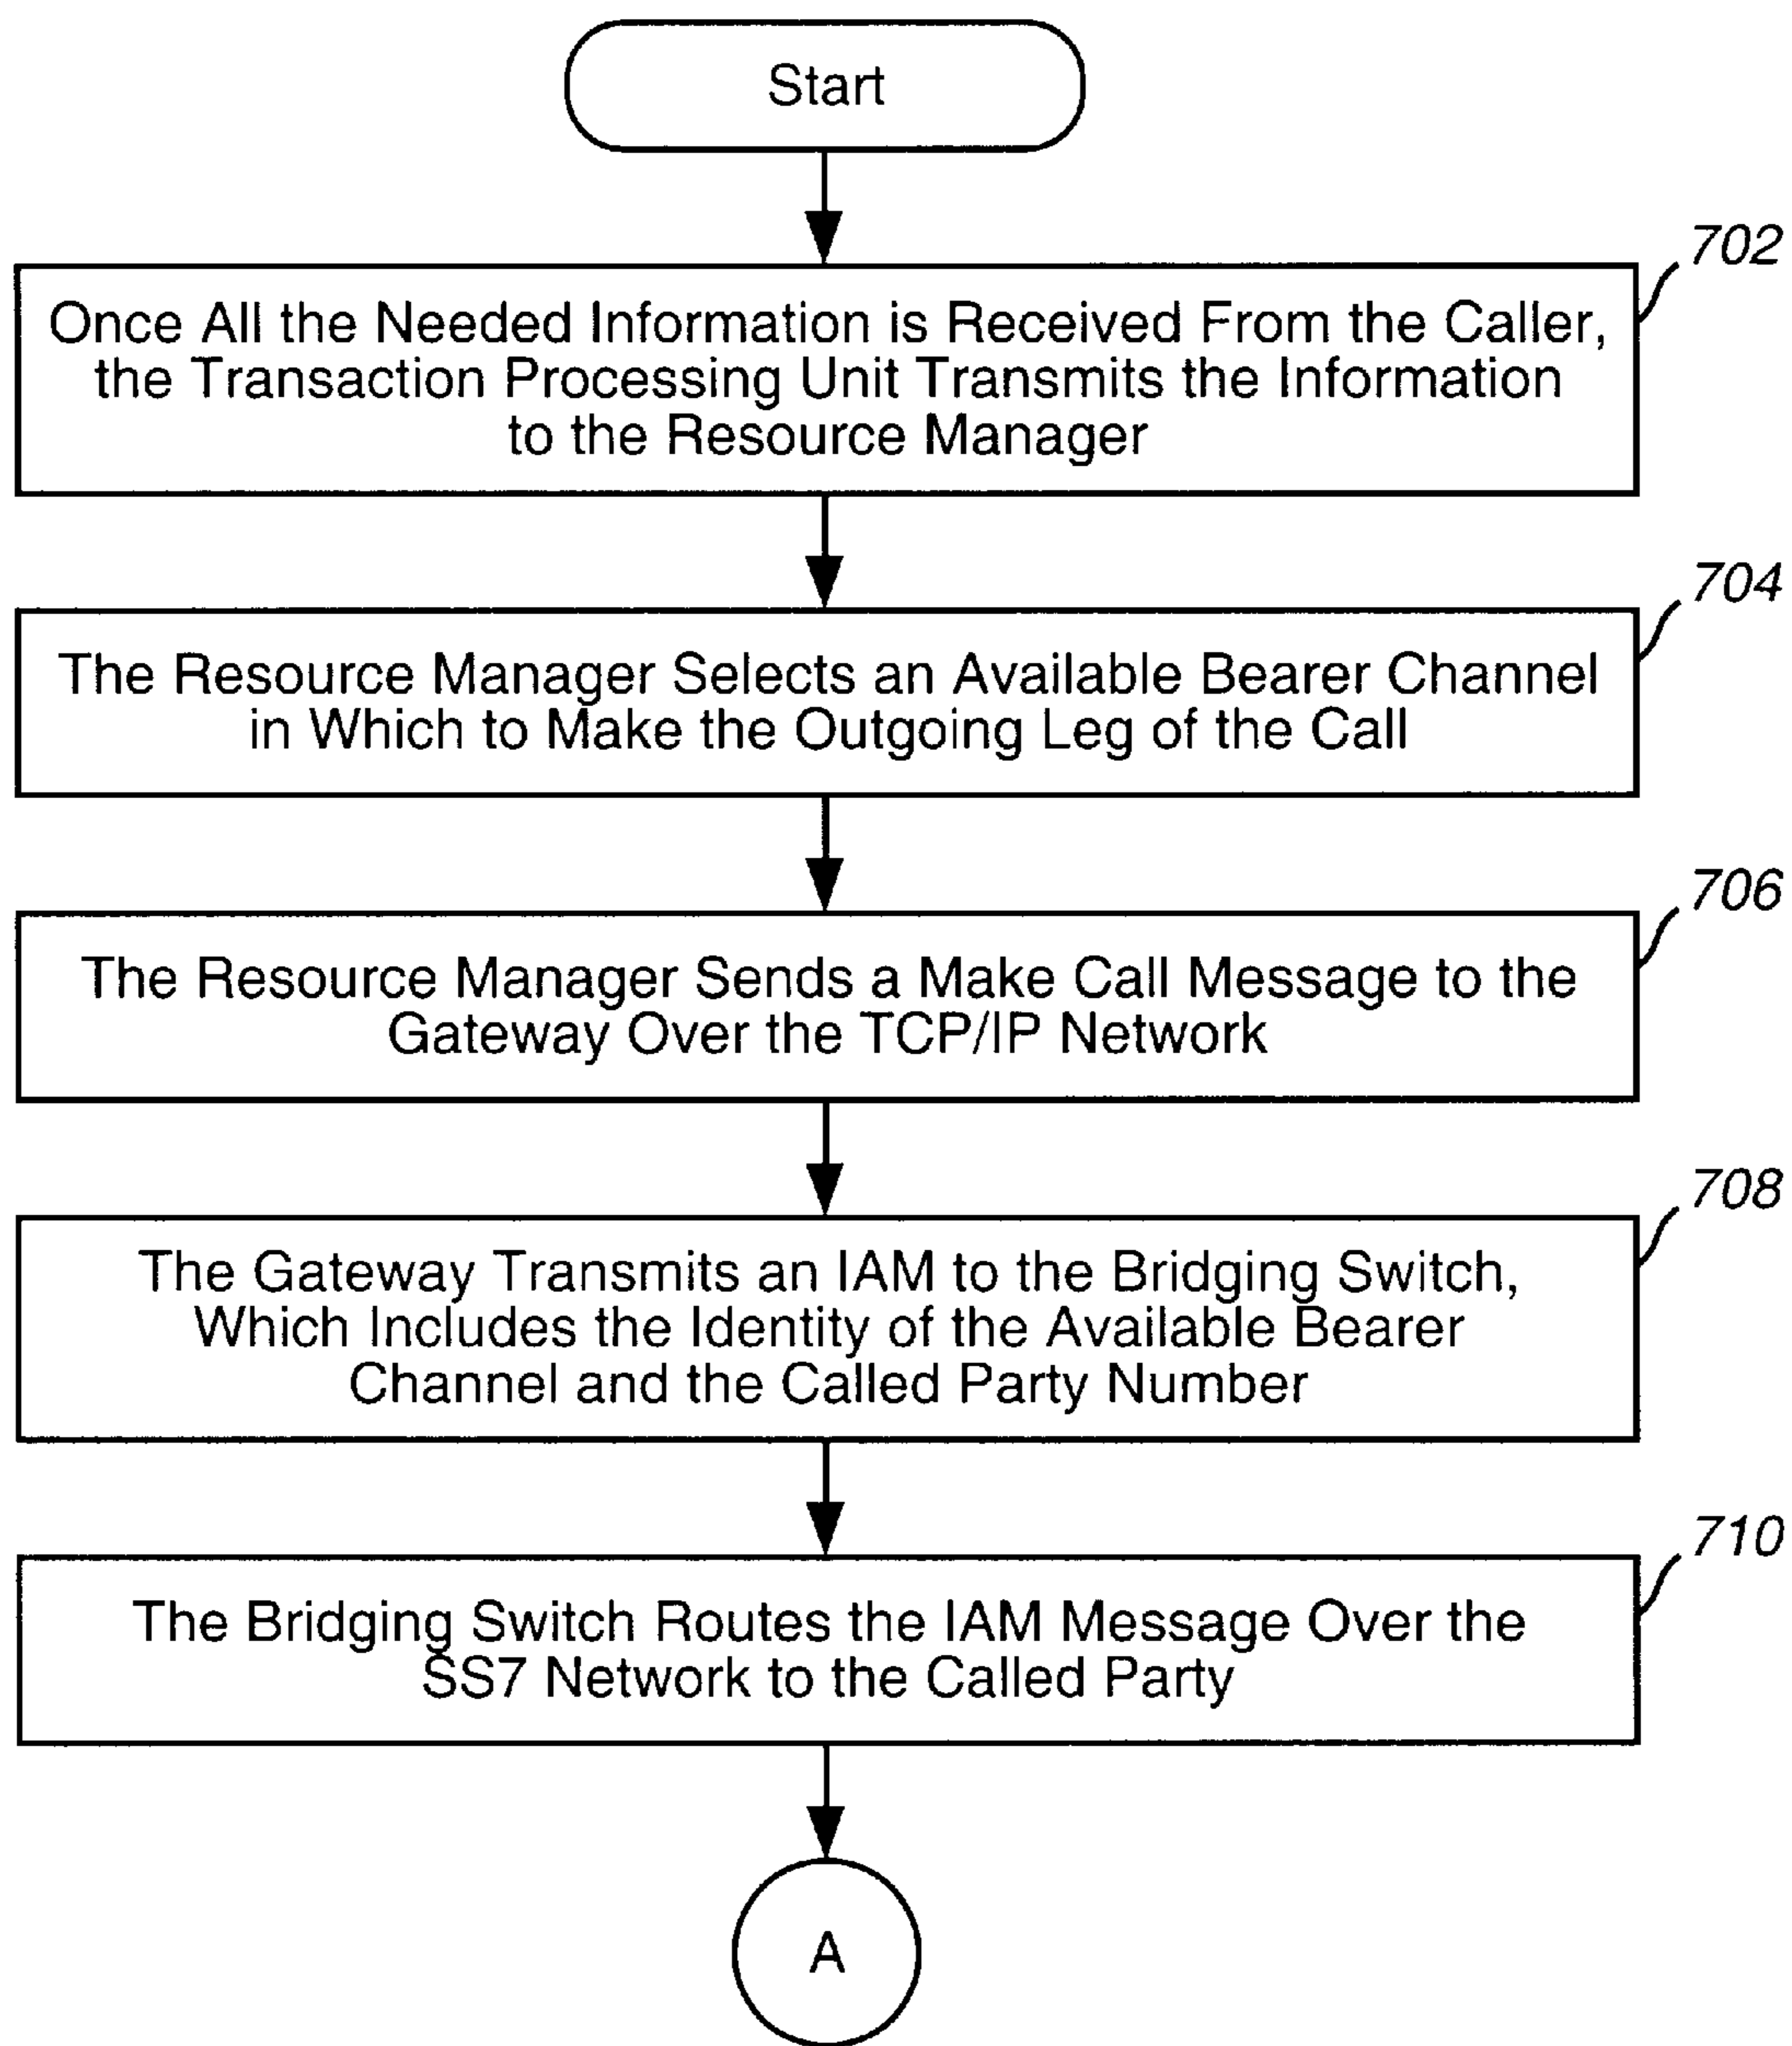 Start
702
Once All the Needed Information is Received From the Caller,
the Transaction Processing Unit Transmits the Information
to the Resource Manager
704
The Resource Manager Selects an Available Bearer Channel
in Which to Make the Outgoing Leg of the Call
706
The Resource Manager Sends a Make Call Message to the
Gateway Over the TCP/IP Network
708
The Gateway Transmits an IAM to the Bridging Switch,
Which Includes the Identity of the Available Bearer
Channel and the Called Party Number
710
The Bridging Switch Routes the IAM Message Over the
SS7 Network to the Called Party
A